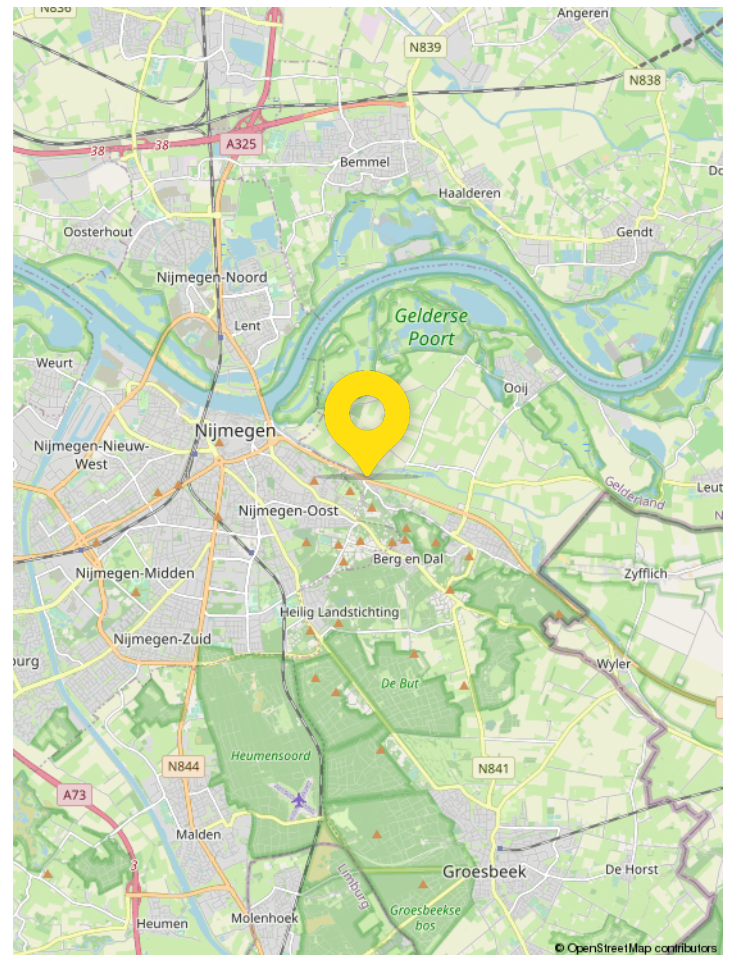 N836
Angeren
N839
N838
A325
38
38
Bemmel
Haalderen
Oosterhout
Gendt
Nijmegen-Noord
Gelderse
Poort
Lent
Weurt
Ooij
Nijmegen
Nijmegen-Nieuw-
West
Gelderland
Leut
Nijmegen-Oost
Berg en Dal
Nijmegen-Midden
Zyfflich
Heilig Landstichting
Nijmegen-Zuid
Wyler
De But
Heumensoord
N844
N841
A73
Malden
3
Groesbeek
De Horst
Limburg
Groesbeekse
bos
Heumen
Molenhoek
© OpenStreetMap contributors